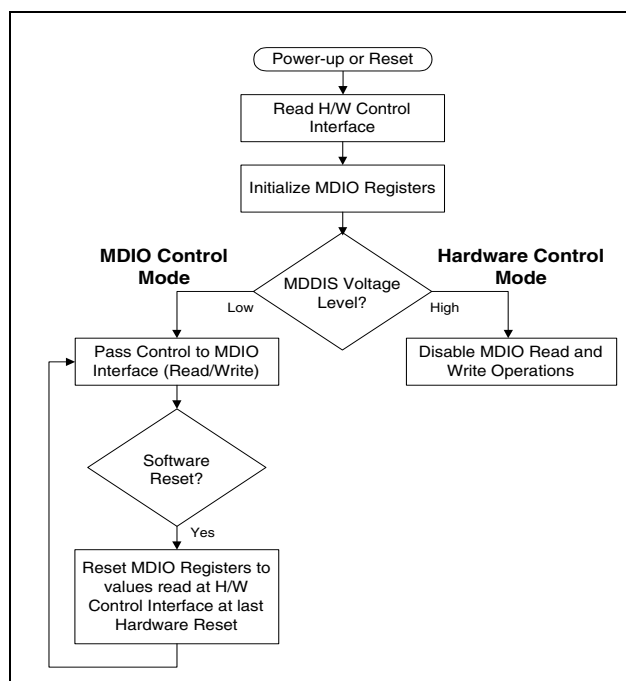 Power-up or Reset
Read H/W Control
Interface
Initialize MDIO Registers
MDIO Control
Mode
Hardware Control
Mode
MDDIS Voltage
Level?
Low
High
Pass Control to MDIO
Interface (Read/Write)
Disable MDIO Read and
Write Operations
Software
Reset?
Yes
Reset MDIO Registers to
values read at H/W
Control Interface at last
Hardware Reset